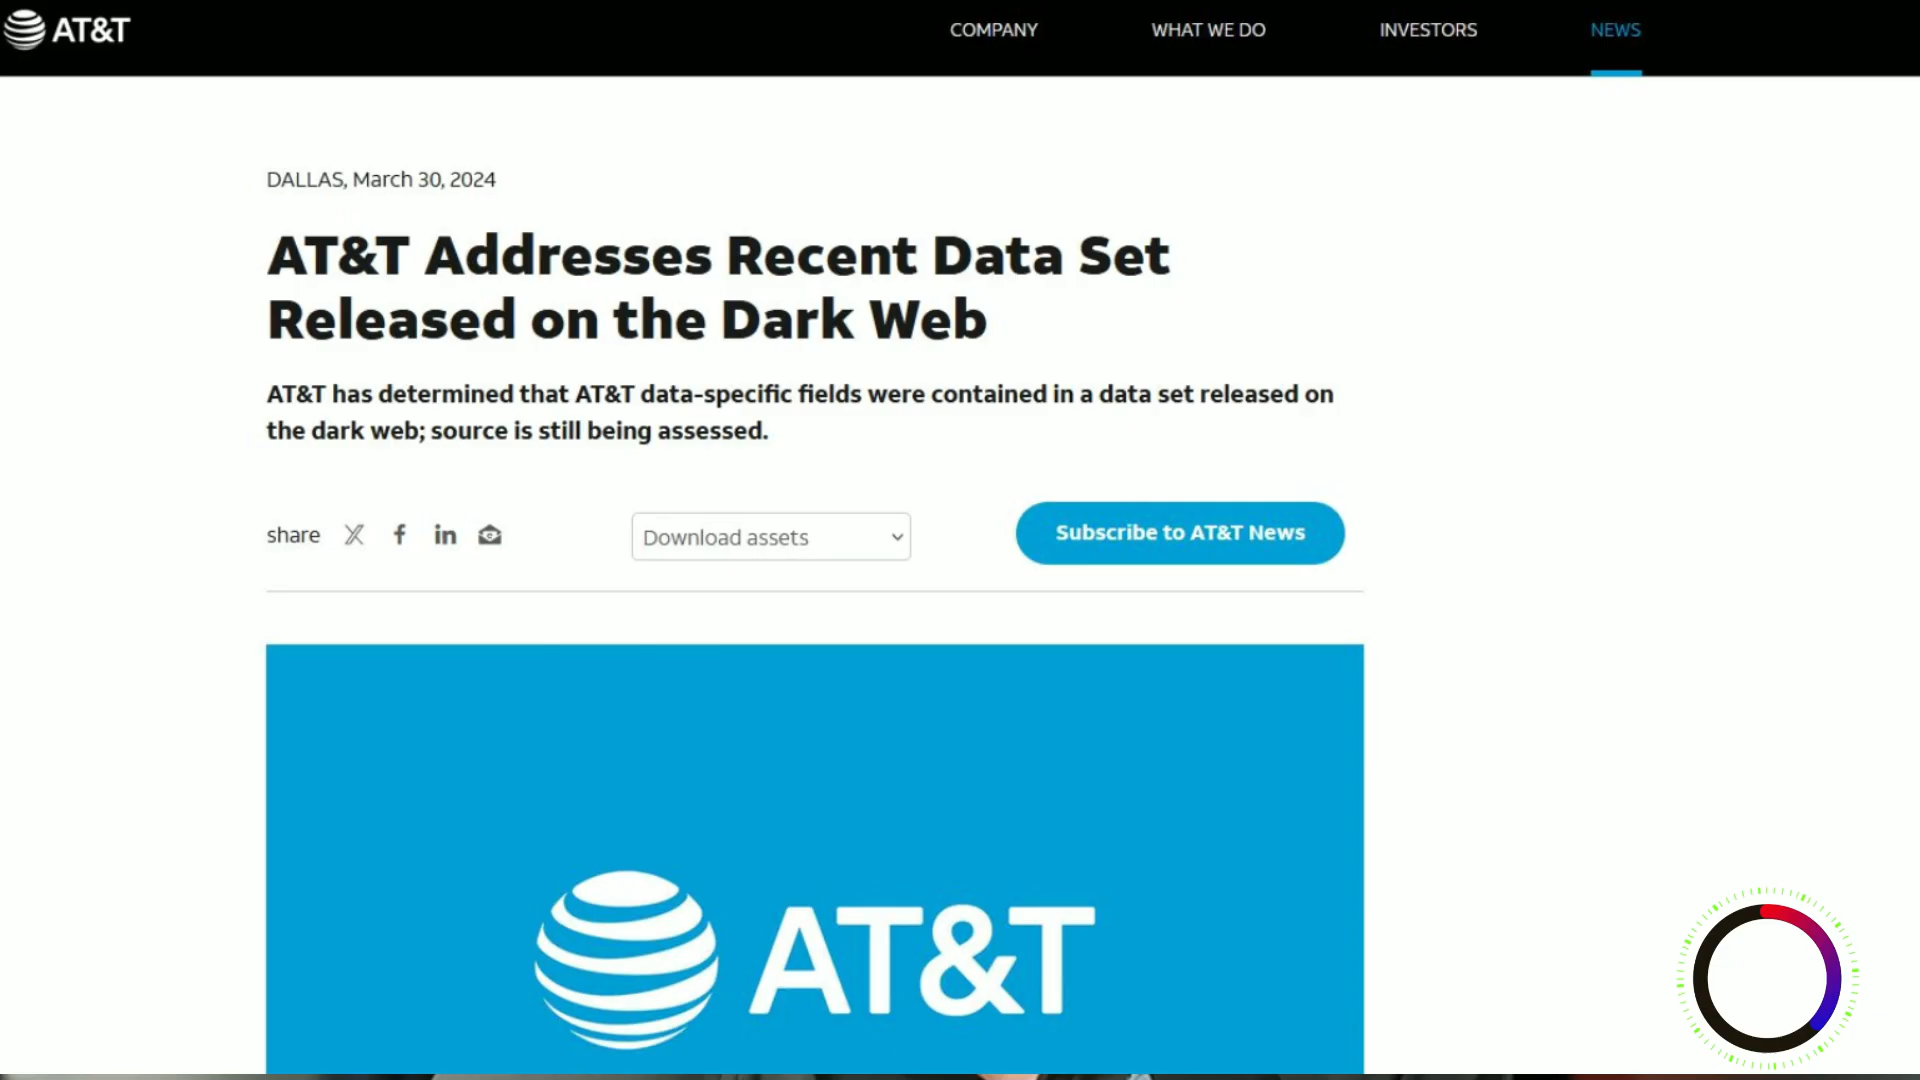 AT&T
COMPANY
WHAT WE DO
INVESTORS
NEWS
DALLAS, March 30, 2024
AT&T Addresses Recent Data Set
Released on the Dark Web
AT&T has determined that AT&T data-specific fields were contained in a data set released on
the dark web; source is still being assessed.
share
Download assets
Subscribe to AT&T News
AT&T